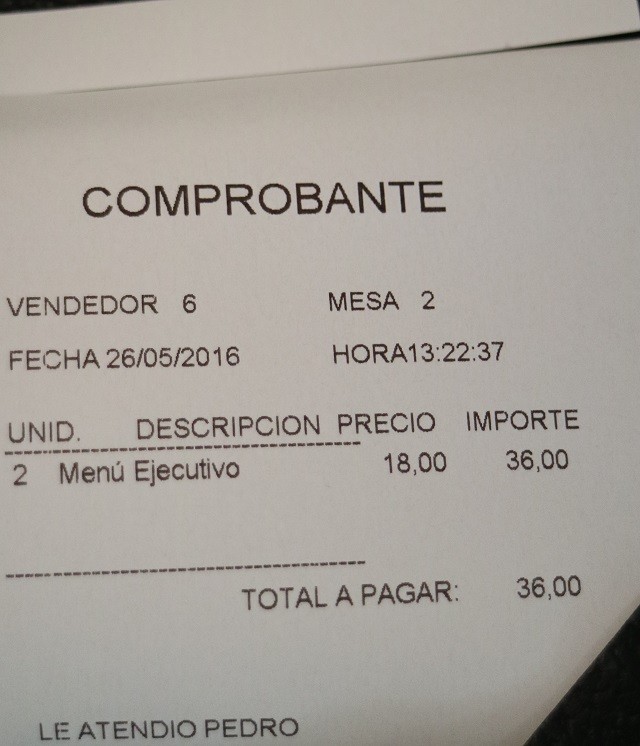 COMPROBANTE
VENDEDOR 6 MESA 2
FECHA 26/05/2016 HORA13:22:37
UNID. DESCRIPCION PRECIO IMPORTE
2 Menú Ejecutivo 18,00 36,00
TOTAL A PAGAR: 36,00
LE ATENDIO PEDRO